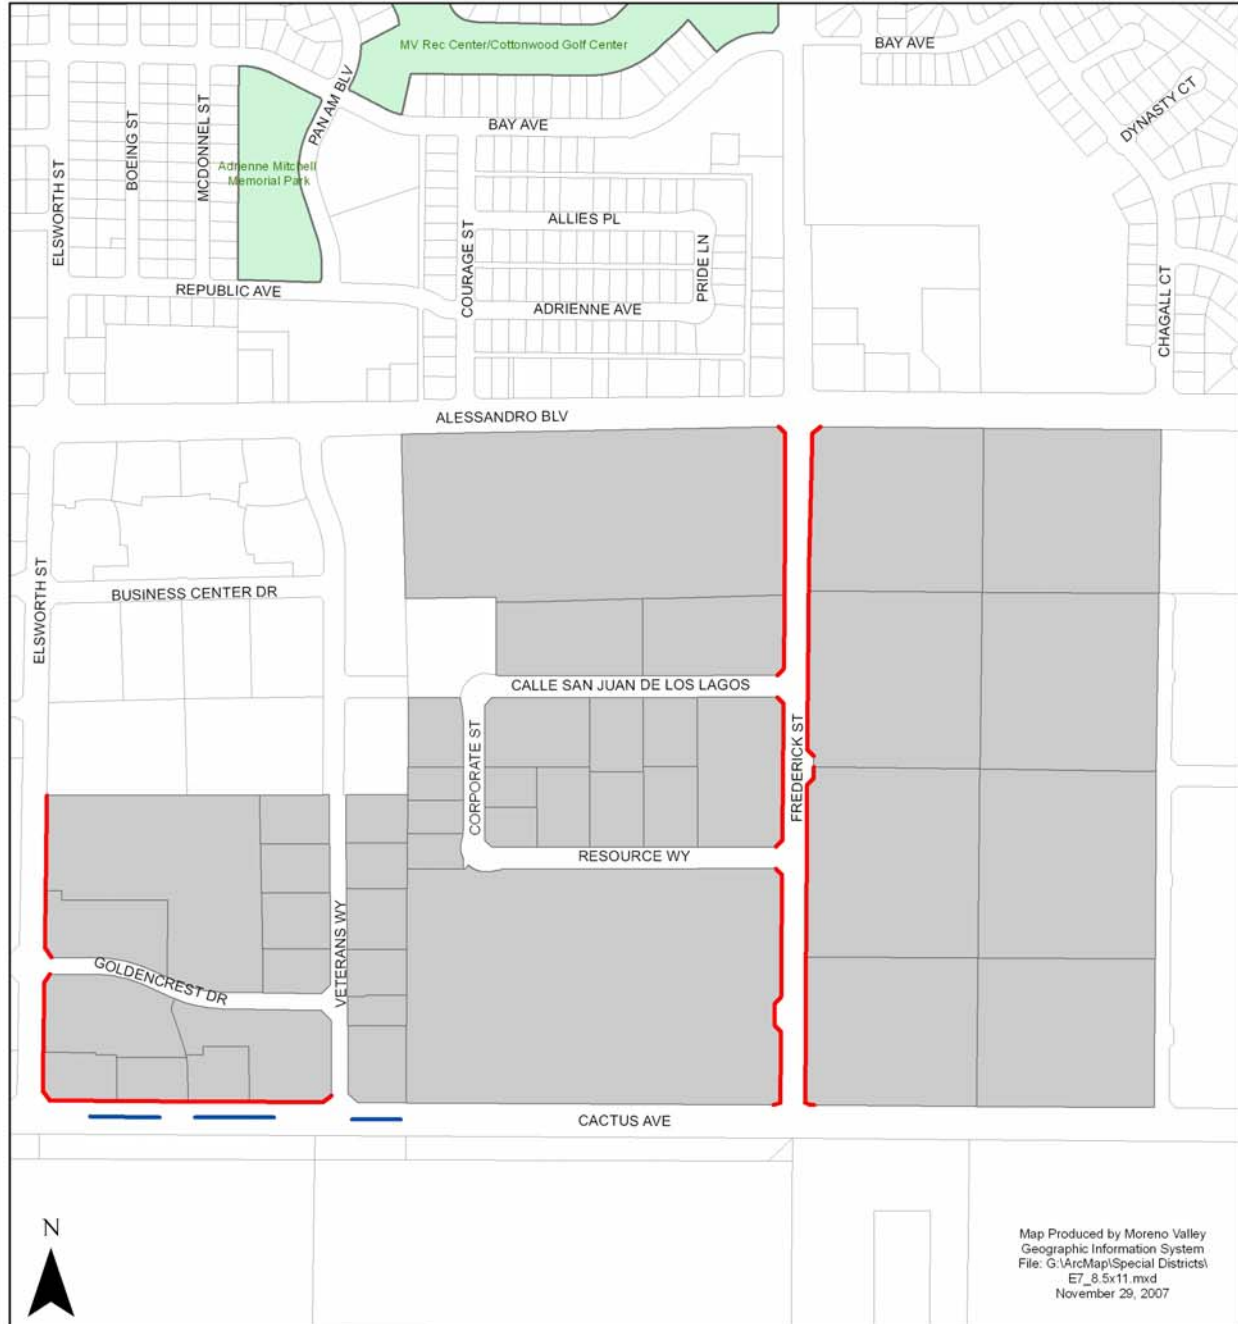 MV Rec Center/Cottonwood Golf Center
BAY AVE
DYNASTY CT
PAN AM BLV
BOEING ST
MCDONNEL ST
BAY AVE
ELSWORTH ST
Adrienne Mitchell
Memorial Park
ALLIES PL
COURAGE ST
PRIDE LN
REPUBLIC AVE
ADRIENNE AVE
CHAGALL CT
ALESSANDRO BLV
ELSWORTH ST
BUSINESS CENTER DR
CALLE SAN JUAN DE LOS LAGOS
CORPORATE ST
FREDERICK ST
RESOURCE WY
VETERANS WY
GOLDENCREST DR
CACTUS AVE
N
Map Produced by Moreno Valley
Geographic Information System
File: G:\ArcMap\Special Districts\
E7_8.5x11.mxd
November 29, 2007